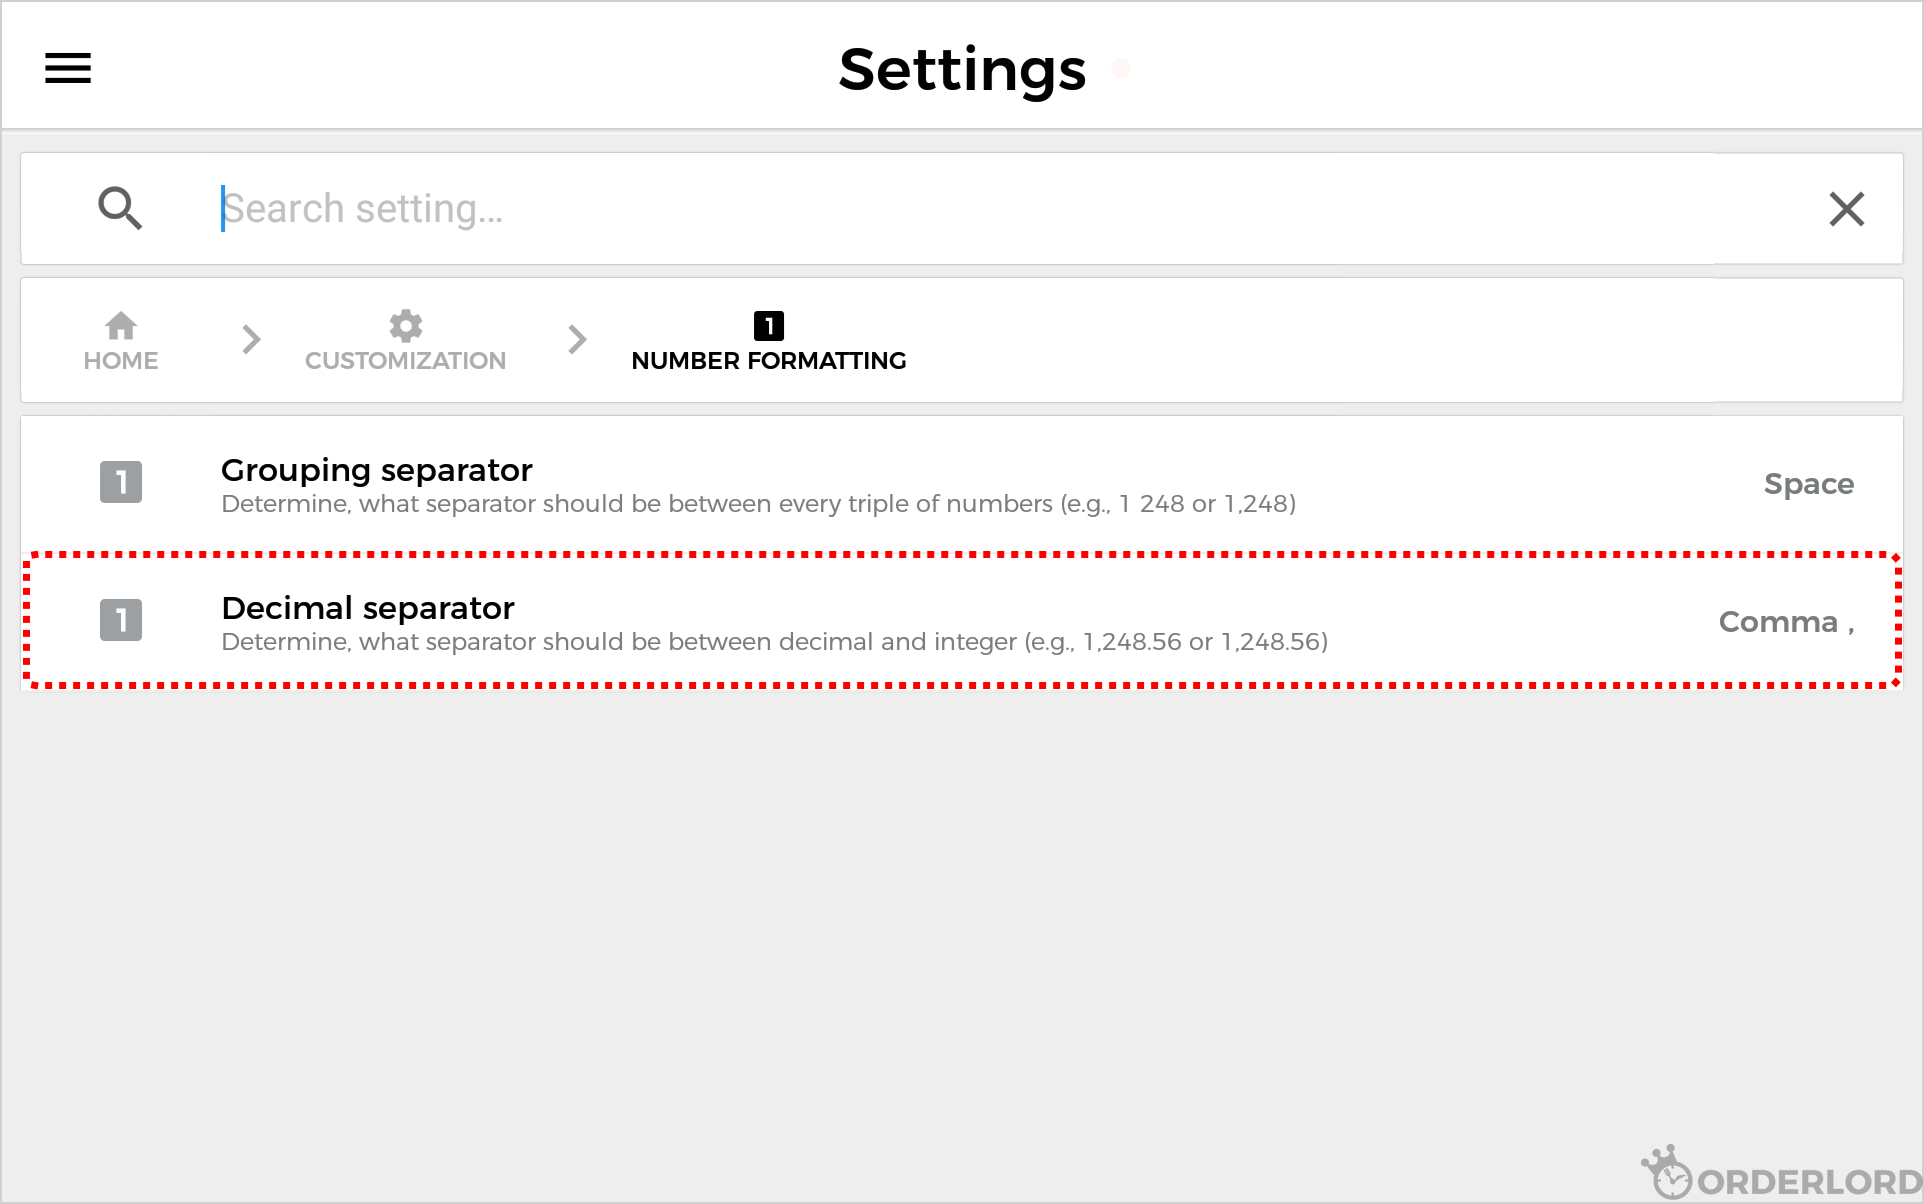 Settings
Search setting...
HOME
CUSTOMIZATION
1
NUMBER FORMATTING
1
Grouping separator
Determine, what separator should be between every triple of numbers (e.g., 1 248 or 1,248)
Space
1
Decimal separator
Determine, what separator should be between decimal and integer (e.g., 1,248.56 or 1,248.56)
Comma ,
ORDERLORD